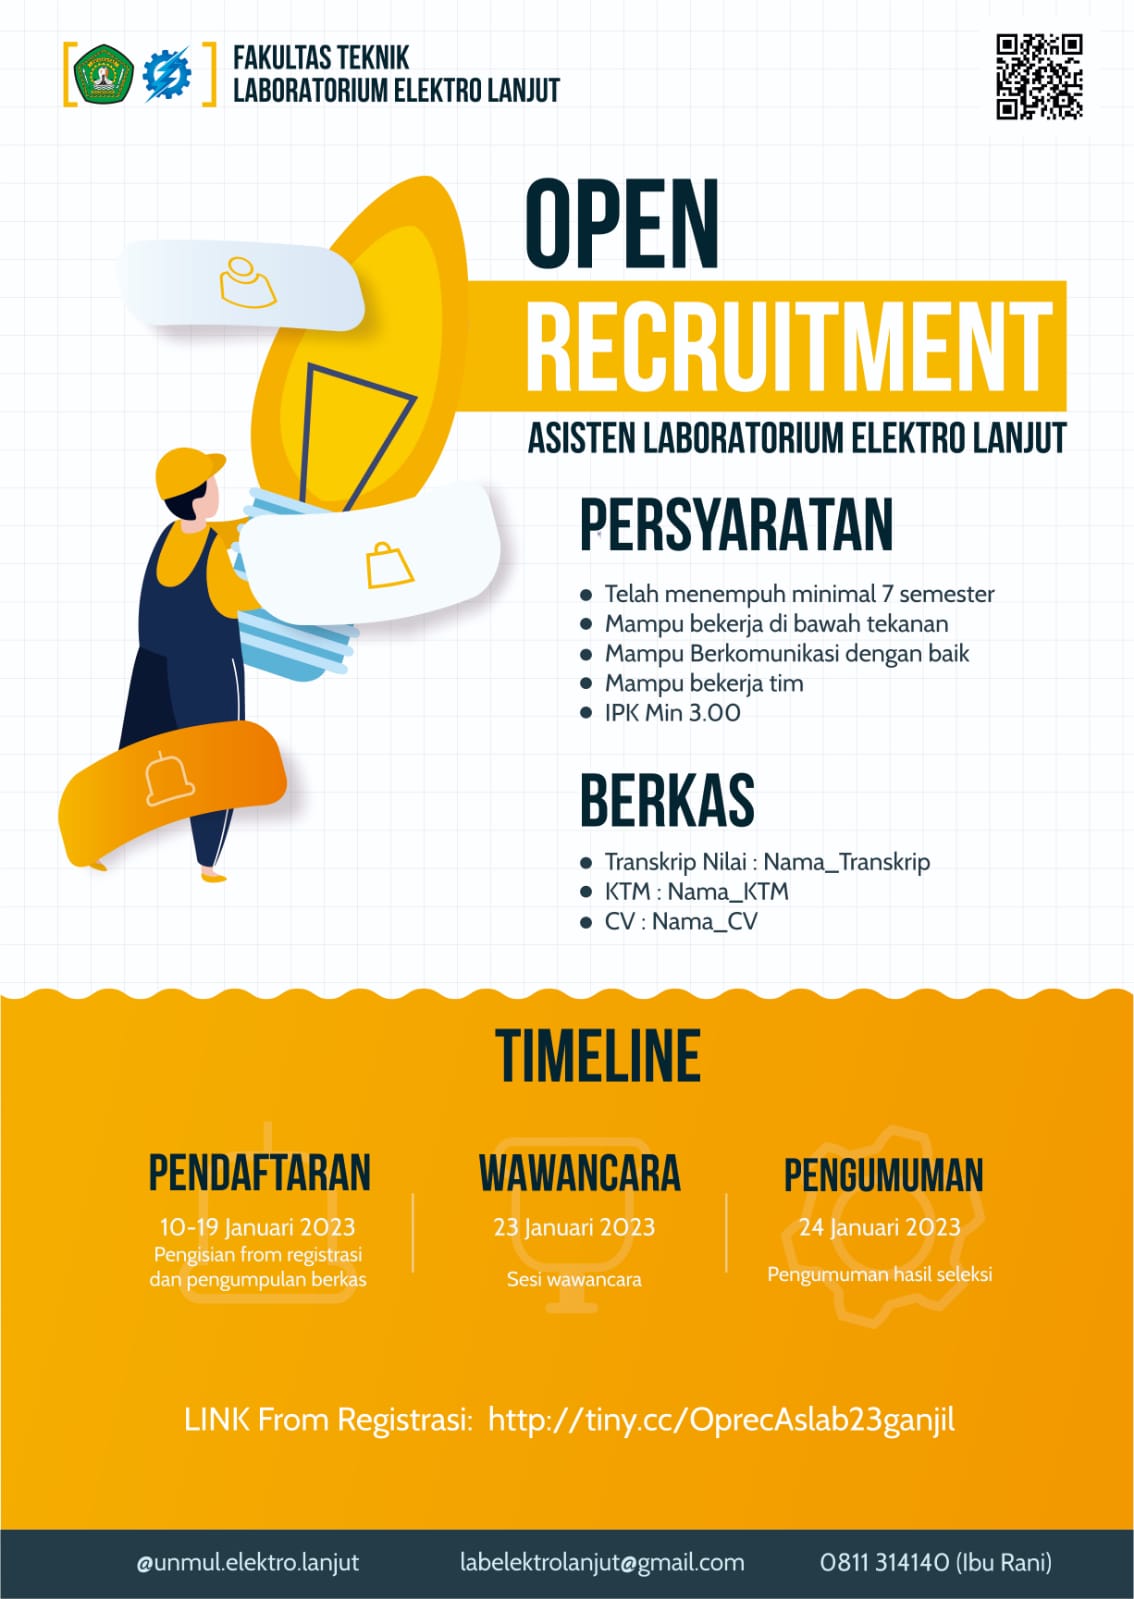 FAKULTAS TEKNIK
LABORATORIUM ELEKTRO LANJUT
OPEN
RECRUITMENT
ASISTEN LABORATORIUM ELEKTRO LANJUT
PERSYARATAN
Telah menempuh minimal 7 semester
Mampu bekerja di bawah tekanan
Mampu Berkomunikasi dengan baik
Mampu bekerja tim
IPK Min 3.00
BERKAS
Transkrip Nilai : Nama_Transkrip
KTM : Nama_KTM
CV : Nama_CV
TIMELINE
PENDAFTARAN
10-19 Januari 2023
Pengisian from registrasi
dan pengumpulan berkas
WAWANCARA
23 Januari 2023
Sesi wawancara
PENGUMUMAN
24 Januari 2023
Pengumuman hasil seleksi
LINK From Registrasi: http://tiny.cc/OprecAslab23ganjil
@unmul.elektro.lanjut labelektrolanjut@gmail.com 0811 314140 (Ibu Rani)